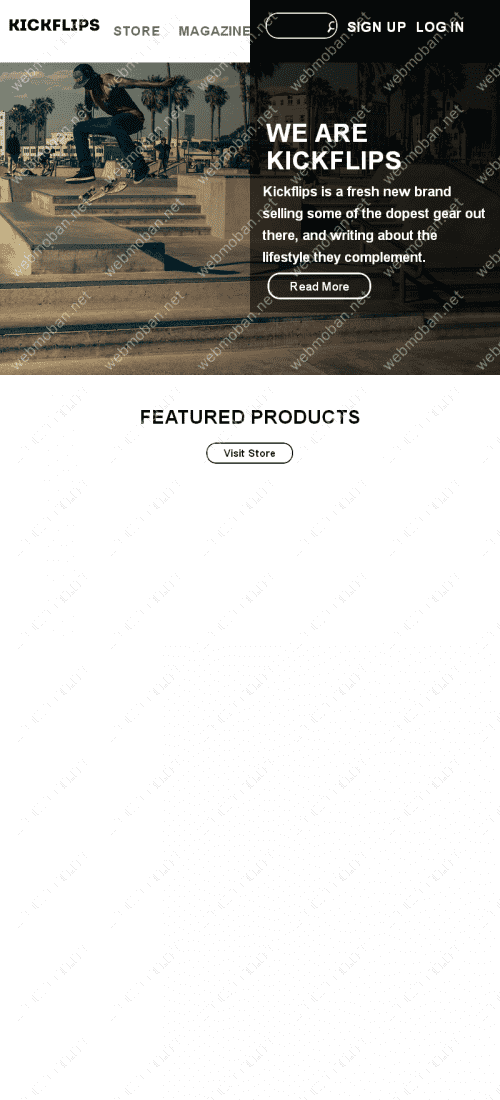 KICKFLIPS STORE MAGAZINE SIGN UP LOG IN
WE ARE
KICKFLIPS
Kickflips is a fresh new brand
selling some of the dopest gear out
there, and writing about the
lifestyle they complement.
Read More
FEATURED PRODUCTS
Visit Store
webmoban.net